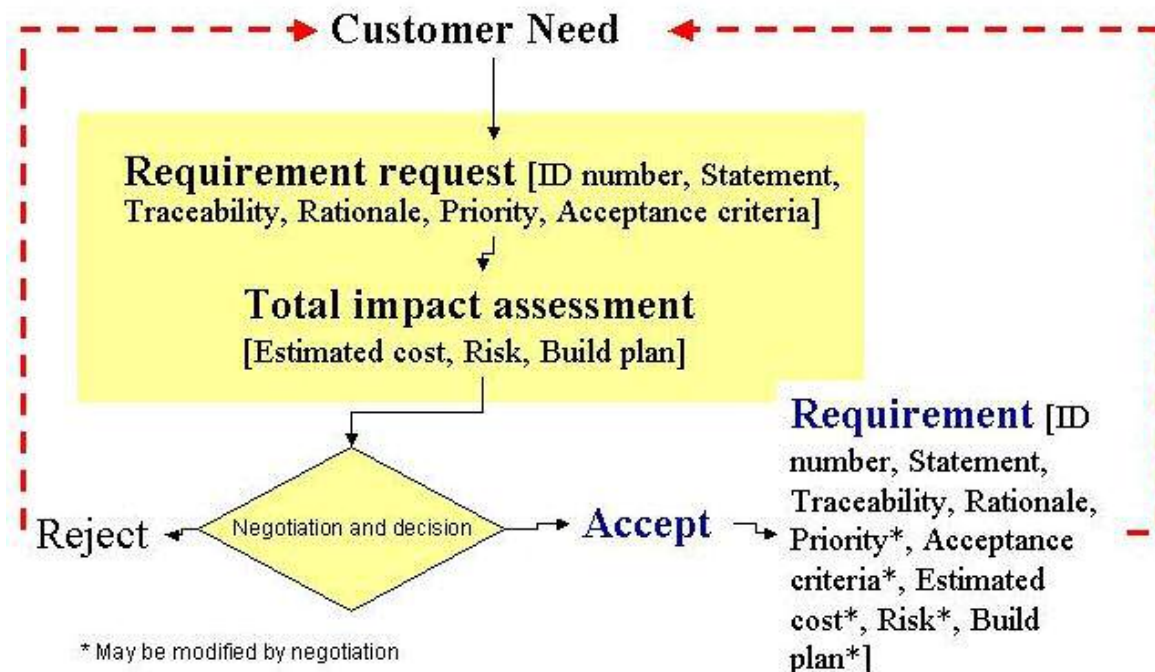 Customer Need
Requirement request [ID number, Statement,
Traceability, Rationale, Priority, Acceptance criteria]
Total impact assessment
[Estimated cost, Risk, Build plan]
Negotiation and decision
Reject
Accept
Requirement [ID
number, Statement,
Traceability, Rationale,
Priority*, Acceptance
criteria*, Estimated
cost*, Risk*, Build
plan*]
* May be modified by negotiation